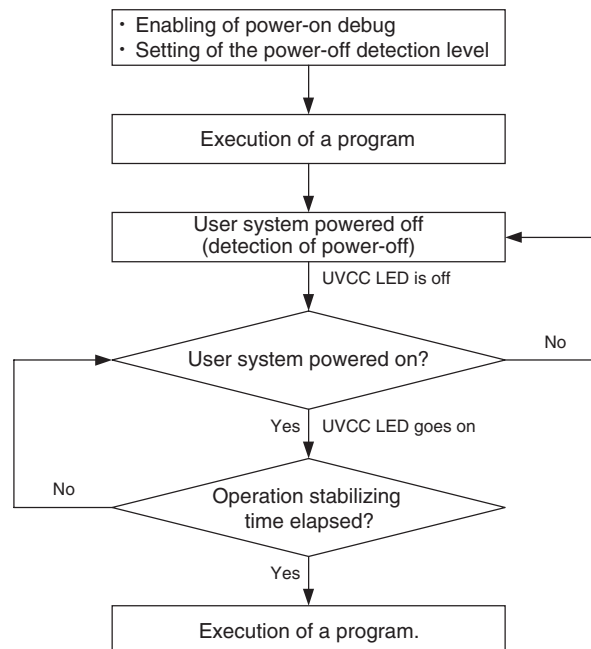 ・ Enabling of power-on debug
・ Setting of the power-off detection level
Execution of a program
User system powered off
(detection of power-off)
UVCC LED is off
User system powered on?
No
Yes
UVCC LED goes on
No
Operation stabilizing
time elapsed?
Yes
Execution of a program.